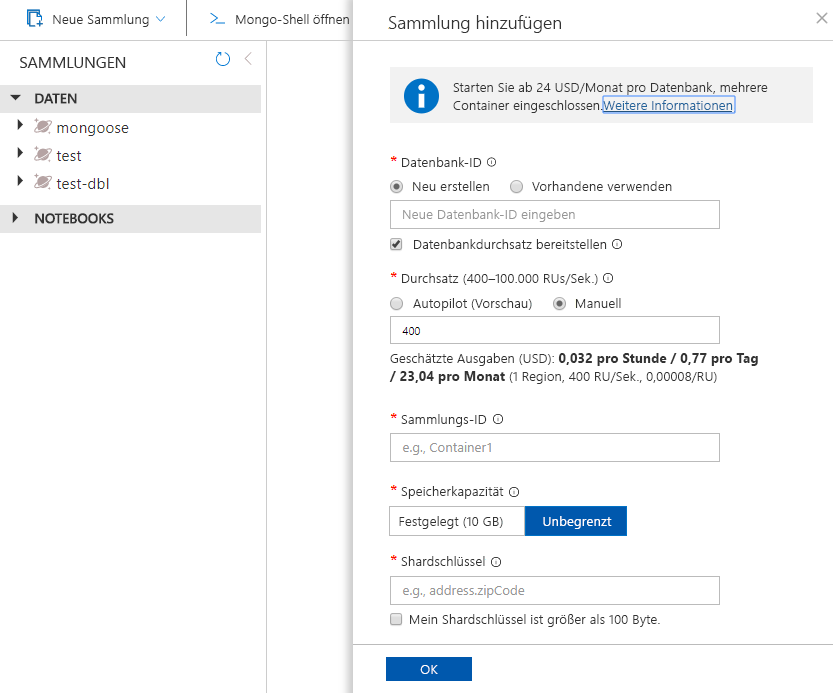 Neue Sammlung
Mongo-Shell öffnen
SAMMLUNGEN
DATEN
mongoose
test
test-dbl
NOTEBOOKS
Sammlung hinzufügen
Starten Sie ab 24 USD/Monat pro Datenbank, mehrere
Container eingeschlossen.Weitere Informationen
* Datenbank-ID
Neu erstellen Vorhandene verwenden
Neue Datenbank-ID eingeben
Datenbankdurchsatz bereitstellen
* Durchsatz (400–100.000 RUs/Sek.)
Autopilot (Vorschau) Manuell
400
Geschätzte Ausgaben (USD): 0,032 pro Stunde / 0,77 pro Tag
/ 23,04 pro Monat (1 Region, 400 RU/Sek., 0,00008/RU)
* Sammlungs-ID
e.g., Container1
* Speicherkapazität
Festgelegt (10 GB) Unbegrenzt
* Shardschlüssel
e.g., address.zipCode
Mein Shardschlüssel ist größer als 100 Byte.
OK